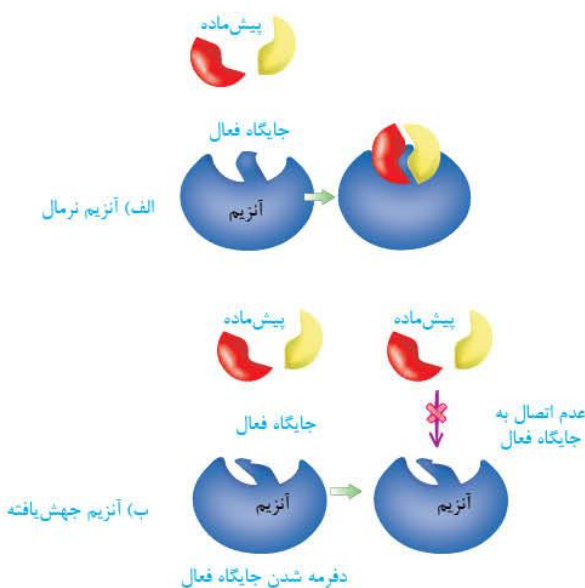 پیش‌ماده
جایگاه فعال
آنزیم
الف) آنزیم نرمال
پیش‌ماده
پیش‌ماده
جایگاه فعال
عدم اتصال به
جایگاه فعال
آنزیم
آنزیم
ب) آنزیم جهش‌یافته
دفرمه شدن جایگاه فعال